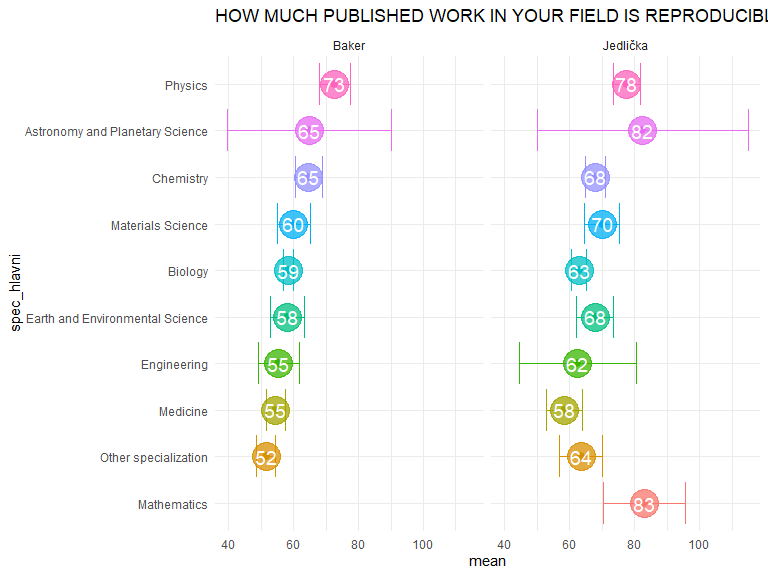 HOW MUCH PUBLISHED WORK IN YOUR FIELD IS REPRODUCIBL
Baker Jedlička
Physics 73 78
Astronomy and Planetary Science 65 82
Chemistry 65 68
Materials Science 60 70
Biology 59 63
Earth and Environmental Science 58 68
Engineering 55 62
Medicine 55 58
Other specialization 52 64
Mathematics 83
40 60 80 100 40 60 80 100
mean
spec_hlavni